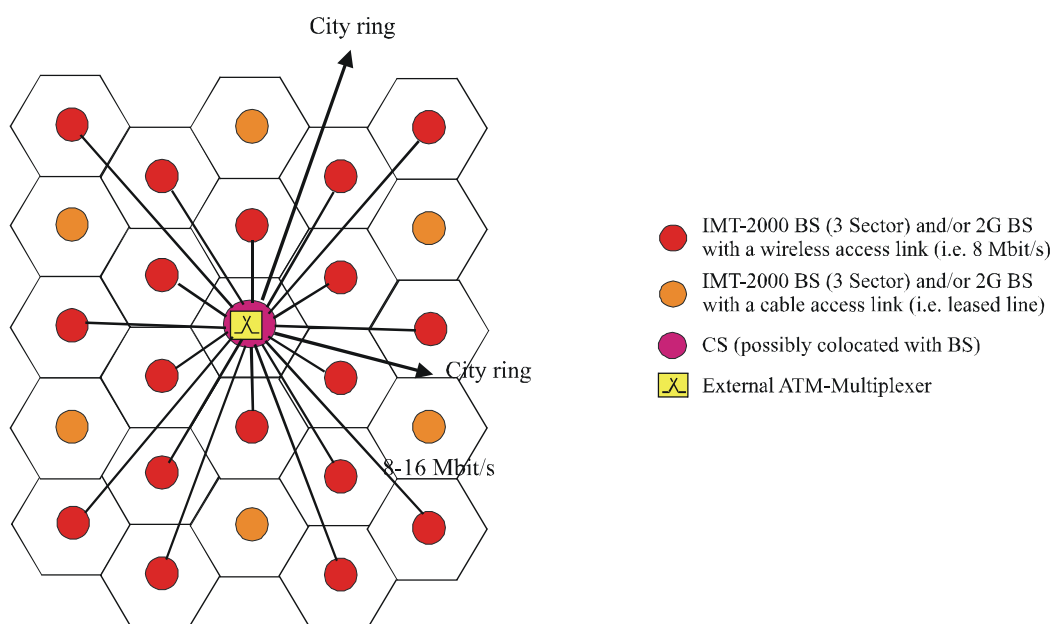 City ring
IMT-2000 BS (3 Sector) and/or 2G BS
with a wireless access link (i.e. 8 Mbit/s)
IMT-2000 BS (3 Sector) and/or 2G BS
with a cable access link (i.e. leased line)
CS (possibly colocated with BS)
City ring
External ATM-Multiplexer
8-16 Mbit/s